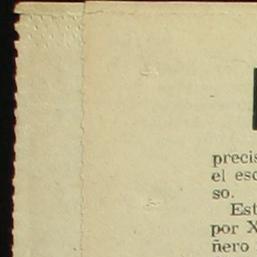 precis
el esc
so.
Est
por X
ñero